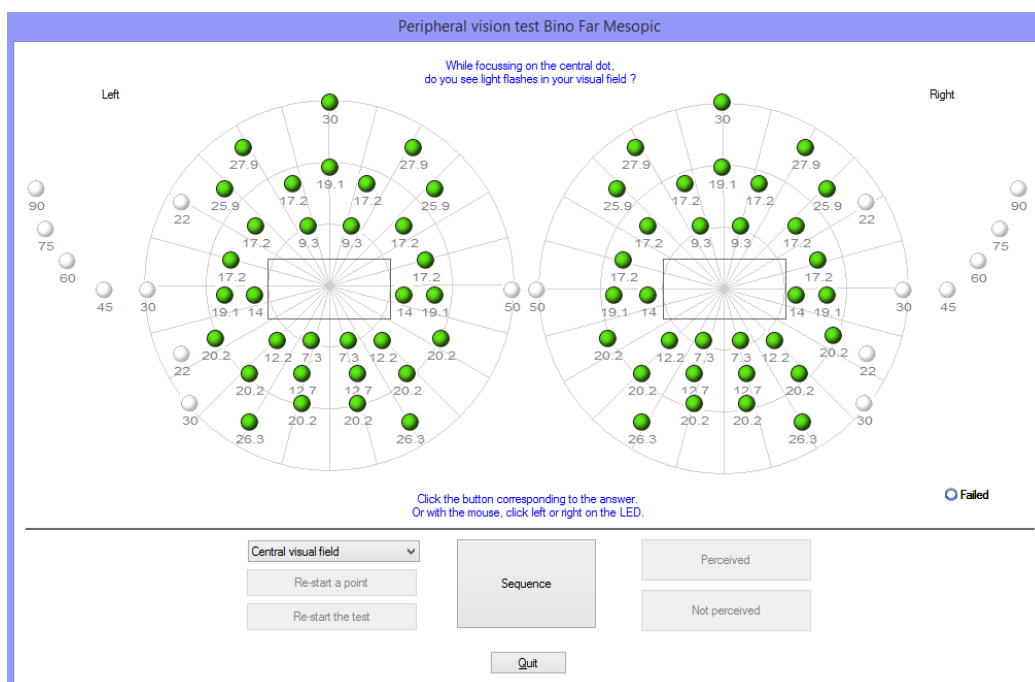 Peripheral vision test Bino Far Mesopic
While focussing on the central dot,
do you see light flashes in your visual field ?
Left Right
30 30
27.9 27.9 27.9 27.9
19.1 19.1
25.9 17.2 17.2 25.9 25.9 17.2 17.2 25.9
90 90
22 22
75 17.2 9.3 9.3 17.2 17.2 9.3 9.3 17.2 75
60 17.2 17.2 17.2 17.2 60
45 30 50 50 30 45
19.1 14 14 19.1 19.1 14 14 19.1
20.2 20.2 20.2 20.2
12.2 7.3 7.3 12.2 12.2 7.3 7.3 12.2
22 22
20.2 12.7 12.7 20.2 20.2 12.7 12.7 20.2
30 20.2 20.2 20.2 20.2 30
26.3 26.3 26.3 26.3
Click the button corresponding to the answer.
Or with the mouse, click left or right on the LED.
Failed
Central visual field
Re-start a point
Re-start the test
Sequence
Perceived
Not perceived
Quit